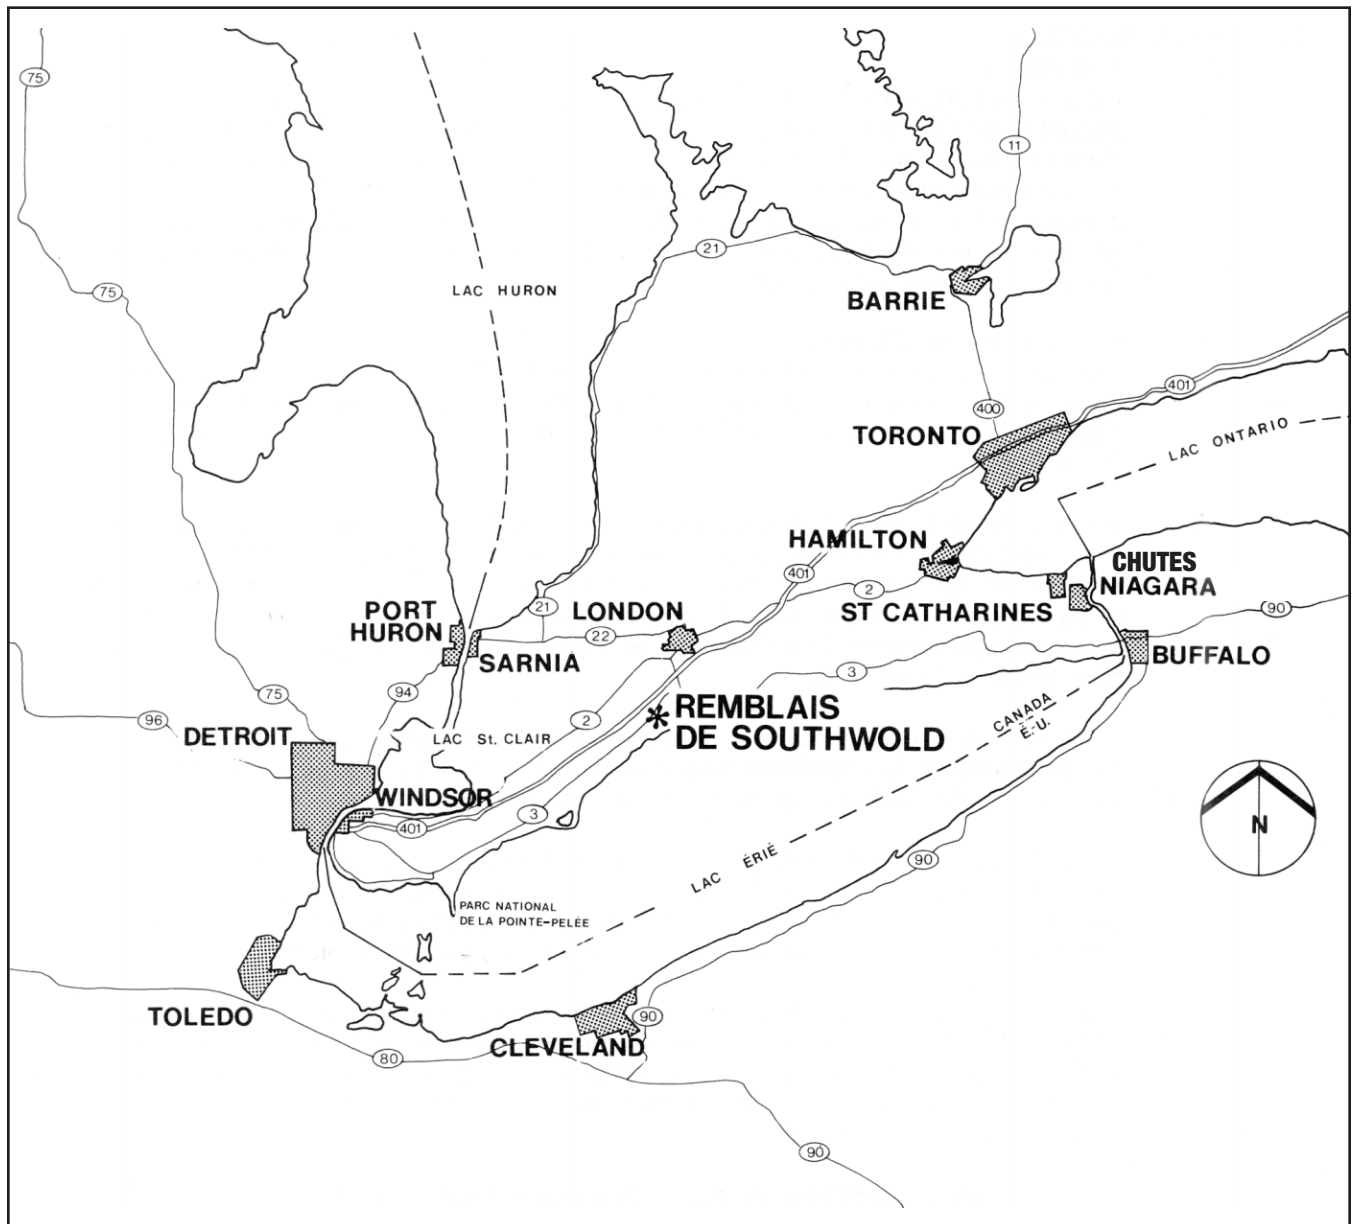 75
11
21
75
LAC HURON
BARRIE
401
400
TORONTO
LAC ONTARIO
HAMILTON
401
CHUTES
NIAGARA
2
ST CATHARINES
90
PORT
HURON
21
LONDON
22
SARNIA
BUFFALO
3
94
75
96
DETROIT
LAC St. CLAIR
2
REMBLAIS
DE SOUTHWOLD
CANADA
É.-U.
WINDSOR
401
3
N
LAC ÉRIÉ
90
PARC NATIONAL
DE LA POINTE-PELÉE
TOLEDO
90
CLEVELAND
80
90